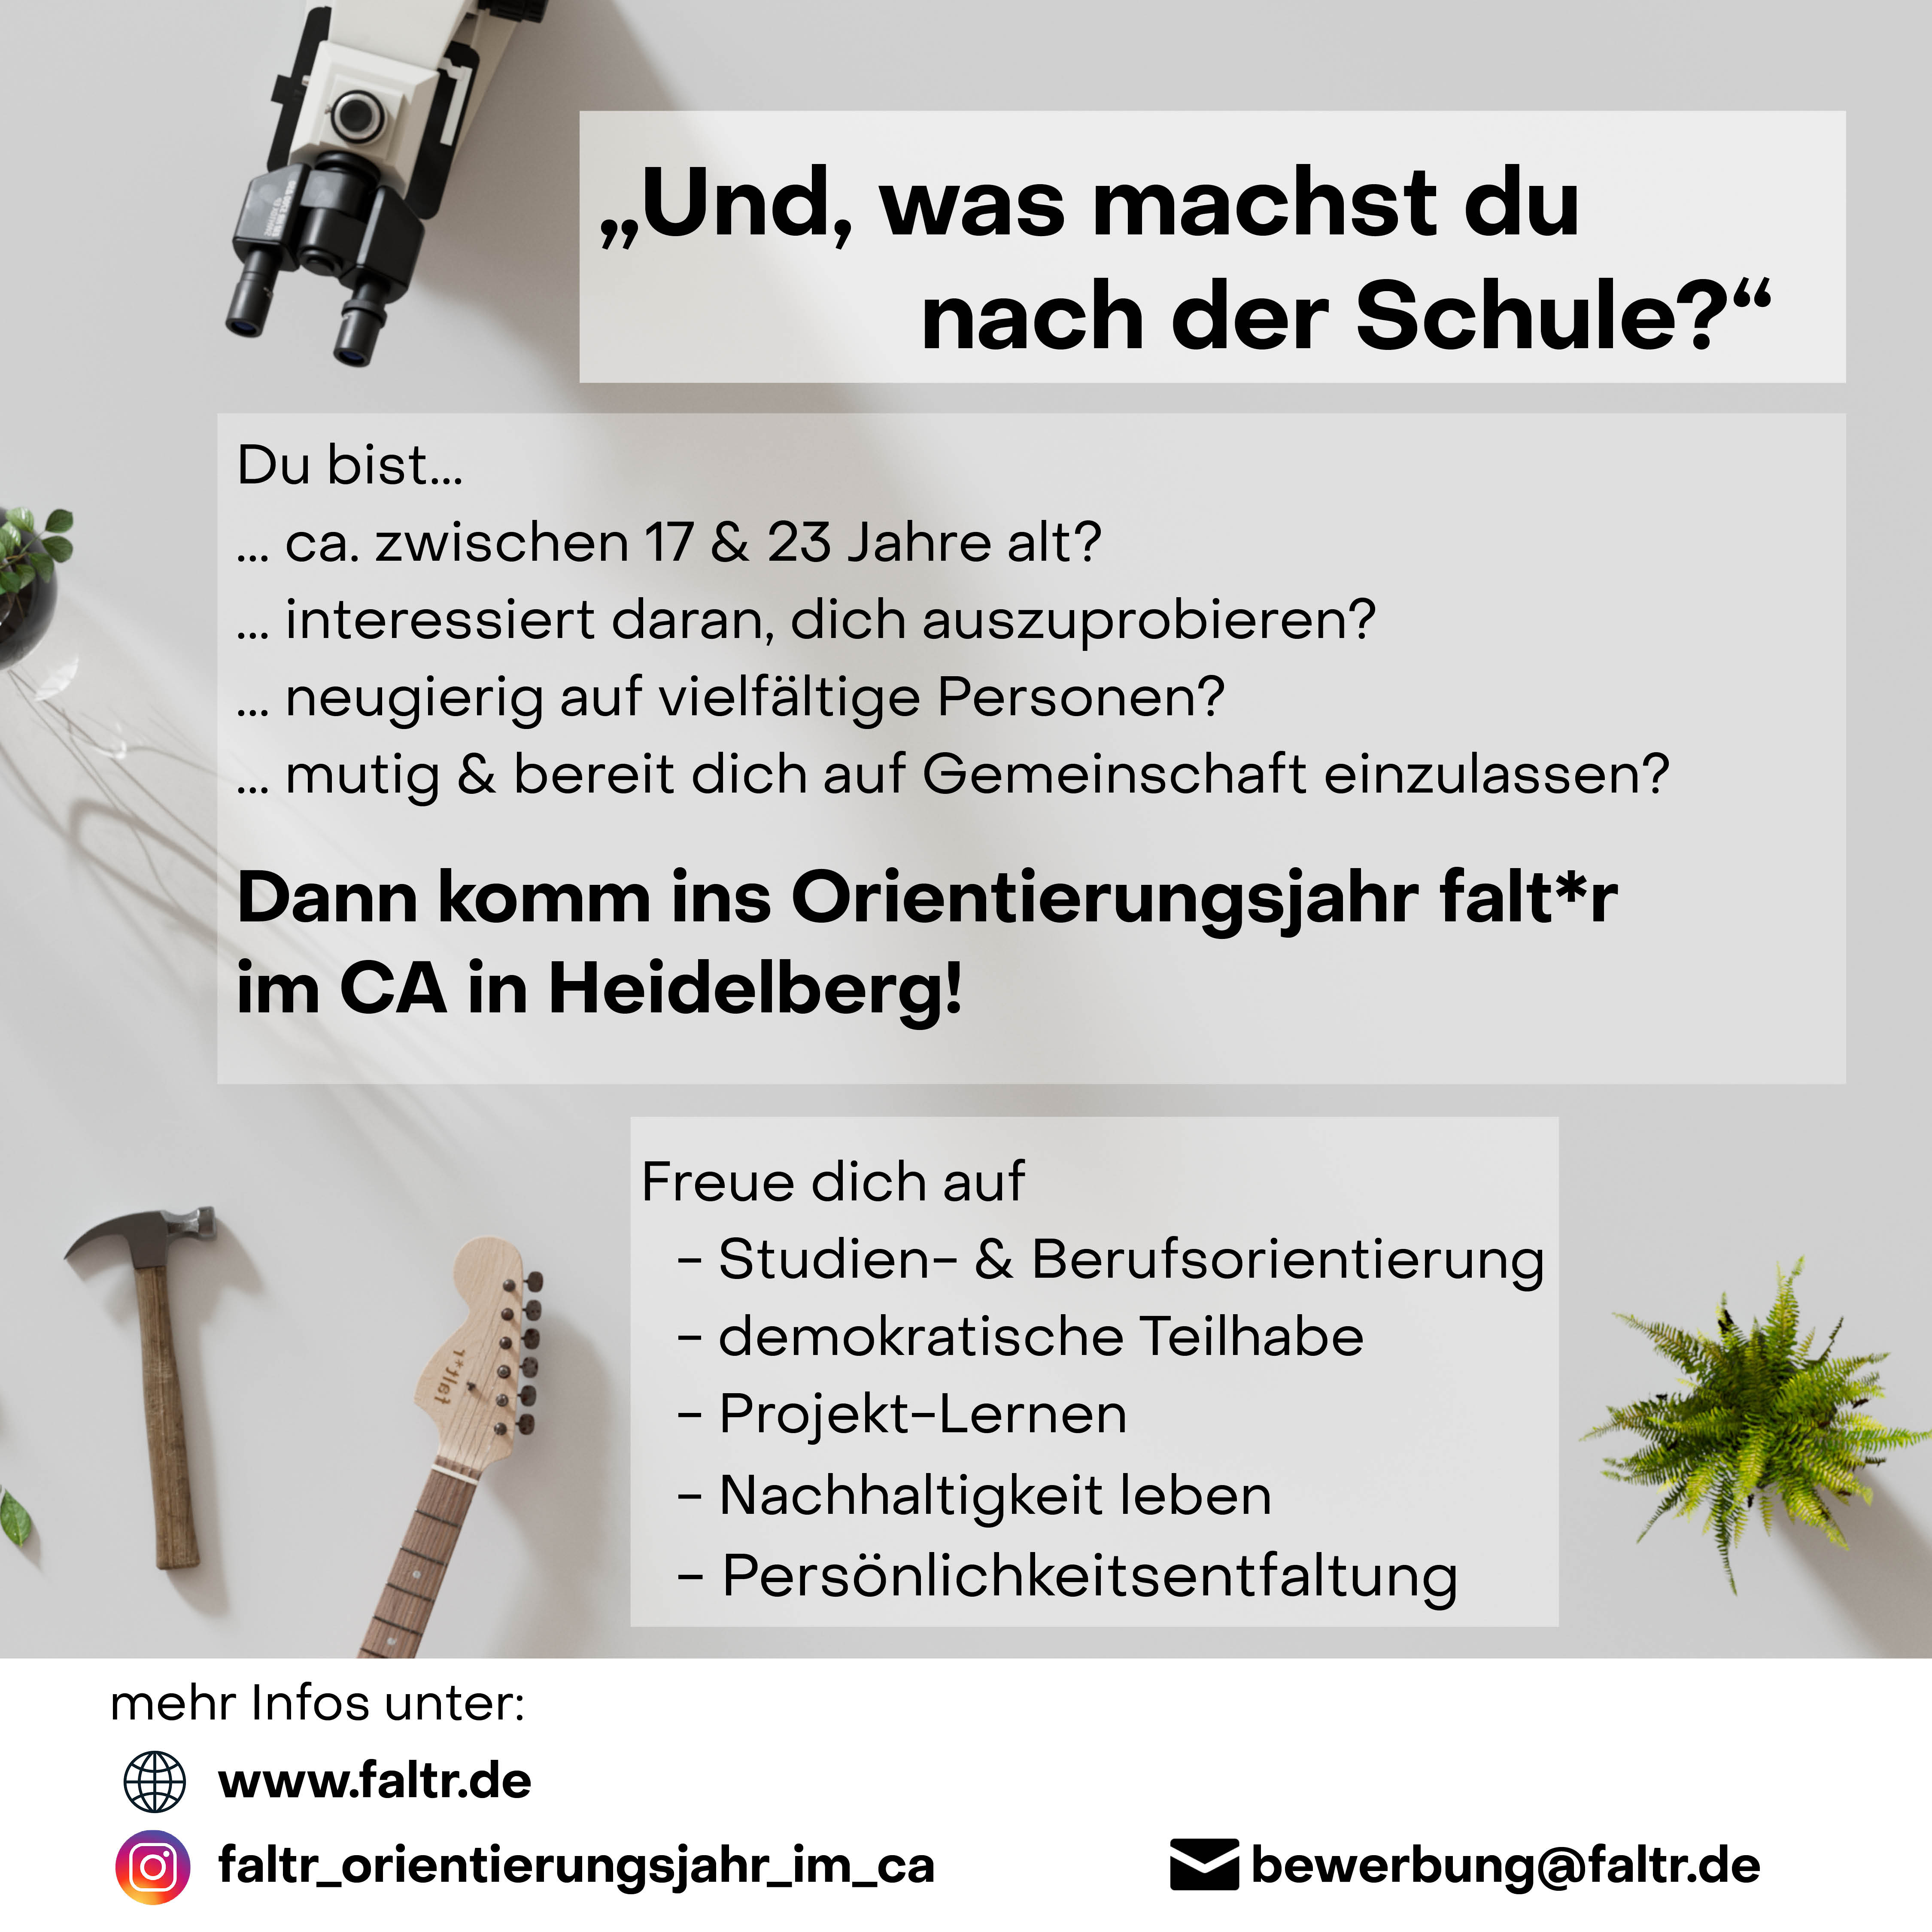 „Und, was machst du
nach der Schule?“
Du bist...
... ca. zwischen 17 & 23 Jahre alt?
... interessiert daran, dich auszuprobieren?
... neugierig auf vielfältige Personen?
... mutig & bereit dich auf Gemeinschaft einzulassen?
Dann komm ins Orientierungsjahr falt*r
im CA in Heidelberg!
falt*r
Freue dich auf
- Studien- & Berufsorientierung
- demokratische Teilhabe
- Projekt-Lernen
- Nachhaltigkeit leben
- Persönlichkeitsentfaltung
mehr Infos unter:
www.faltr.de
faltr_orientierungsjahr_im_ca
bewerbung@faltr.de